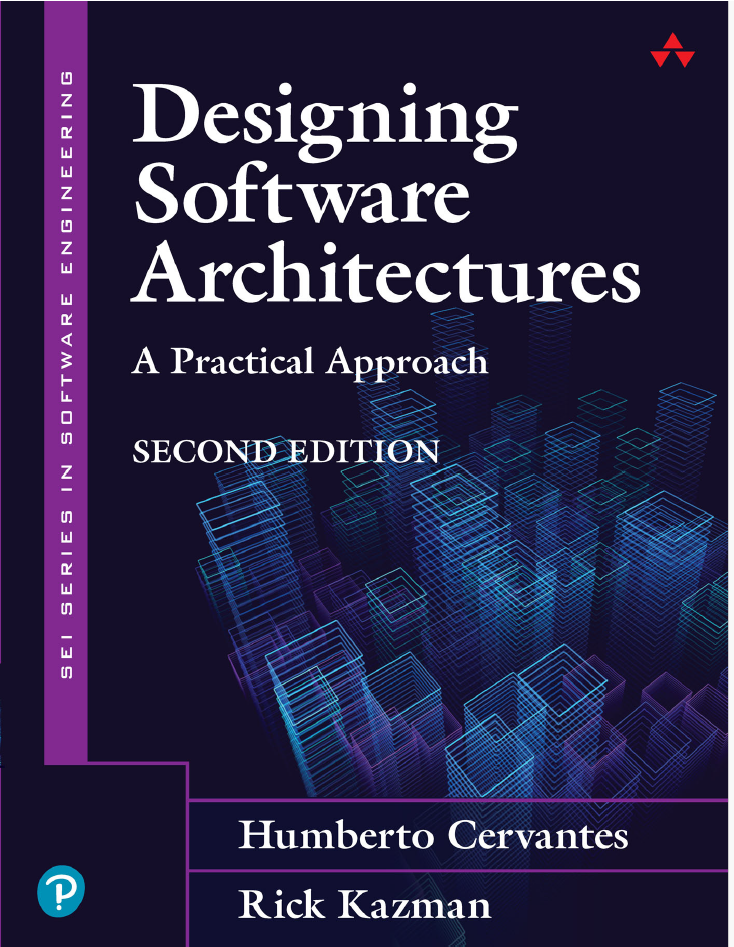 SEI SERIES IN SOFTWARE ENGINEERING
Designing
Software
Architectures
A Practical Approach
SECOND EDITION
Humberto Cervantes
Rick Kazman
P